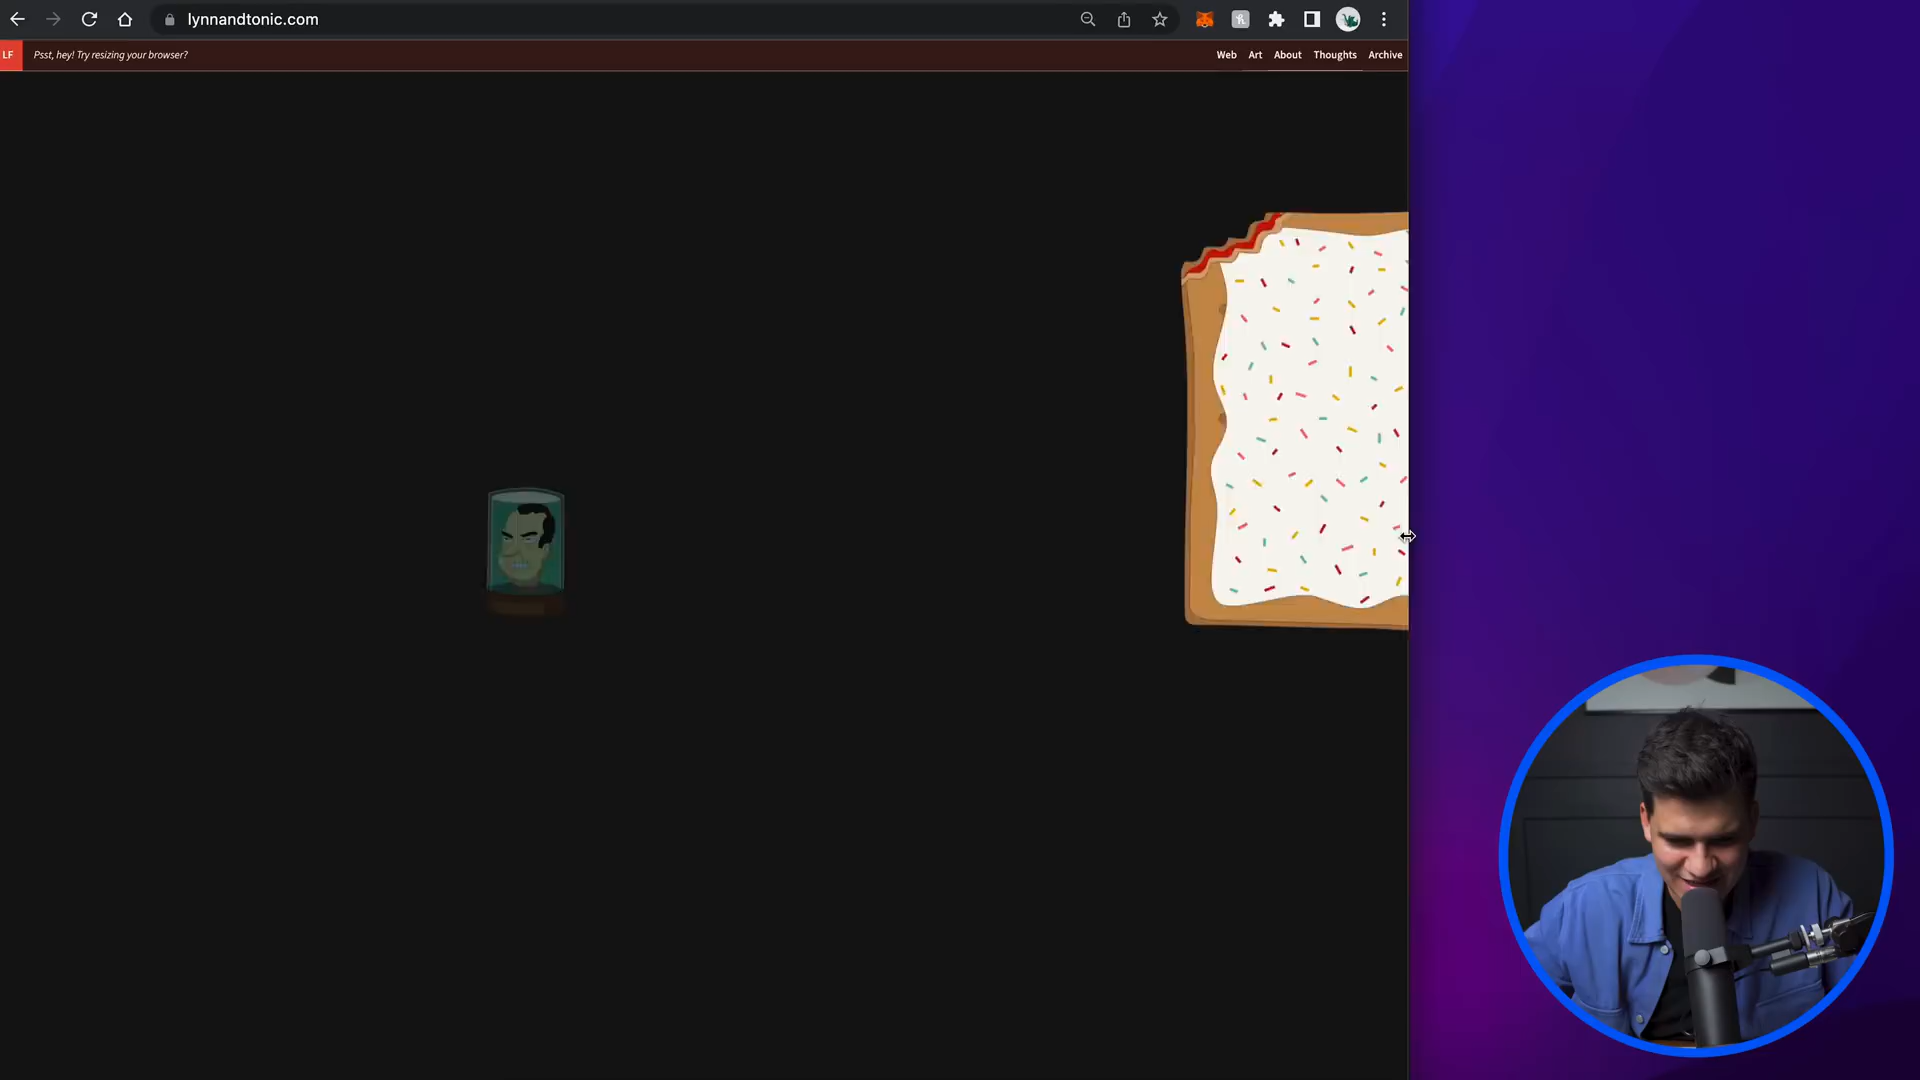 lynnandtonic.com
LF
Psst, hey! Try resizing your browser?
Web Art About Thoughts Archive